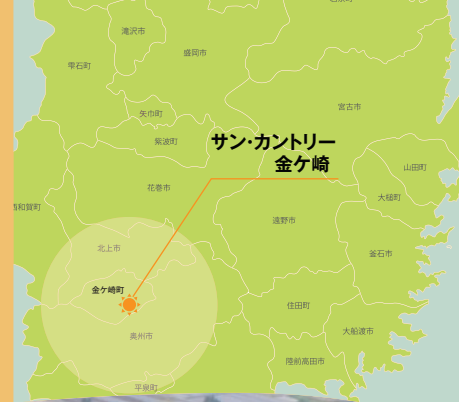 滝沢市
盛岡市
雫石町
宮古市
矢巾町
紫波町
サン・カントリー
金ケ崎
山田町
花巻市
大槌町
西和賀町
遠野市
北上市
釜石市
金ケ崎町
住田町
大船渡市
奥州市
陸前高田市
平泉町